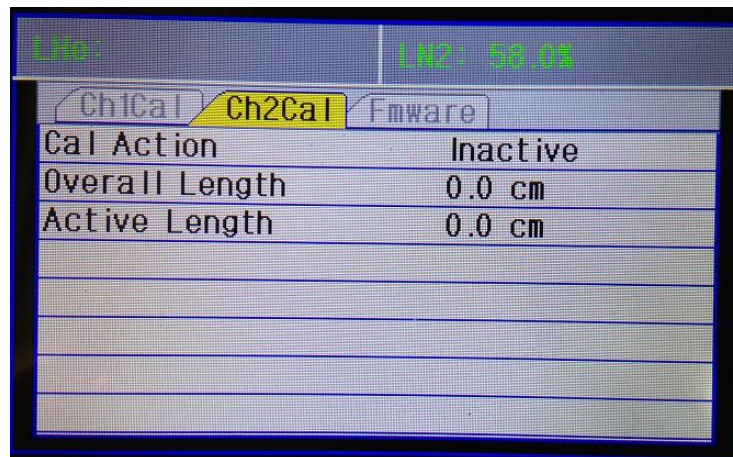 LHe: LN2: 58.0%
Ch1Cal Ch2Cal Fmware
Cal Action Inactive
Overall Length 0.0 cm
Active Length 0.0 cm